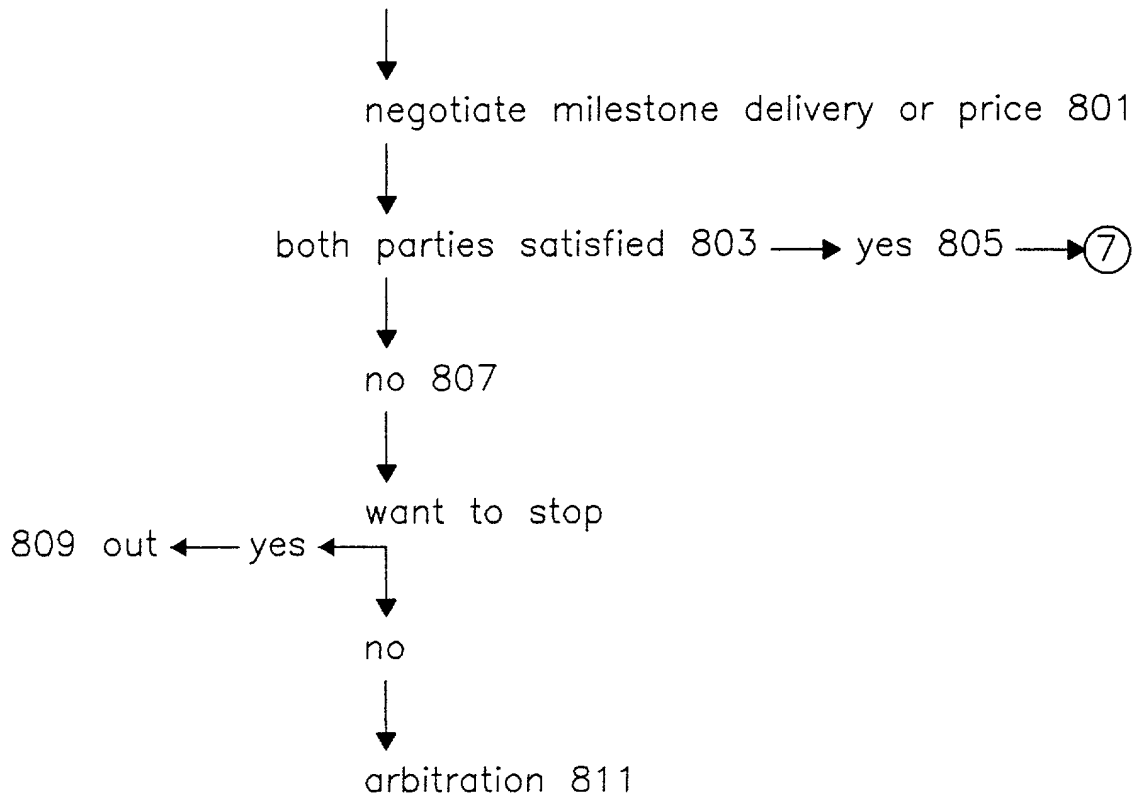 negotiate milestone delivery or price 801
both parties satisfied 803 yes 805 7
no 807
want to stop
809 out yes
no
arbitration 811